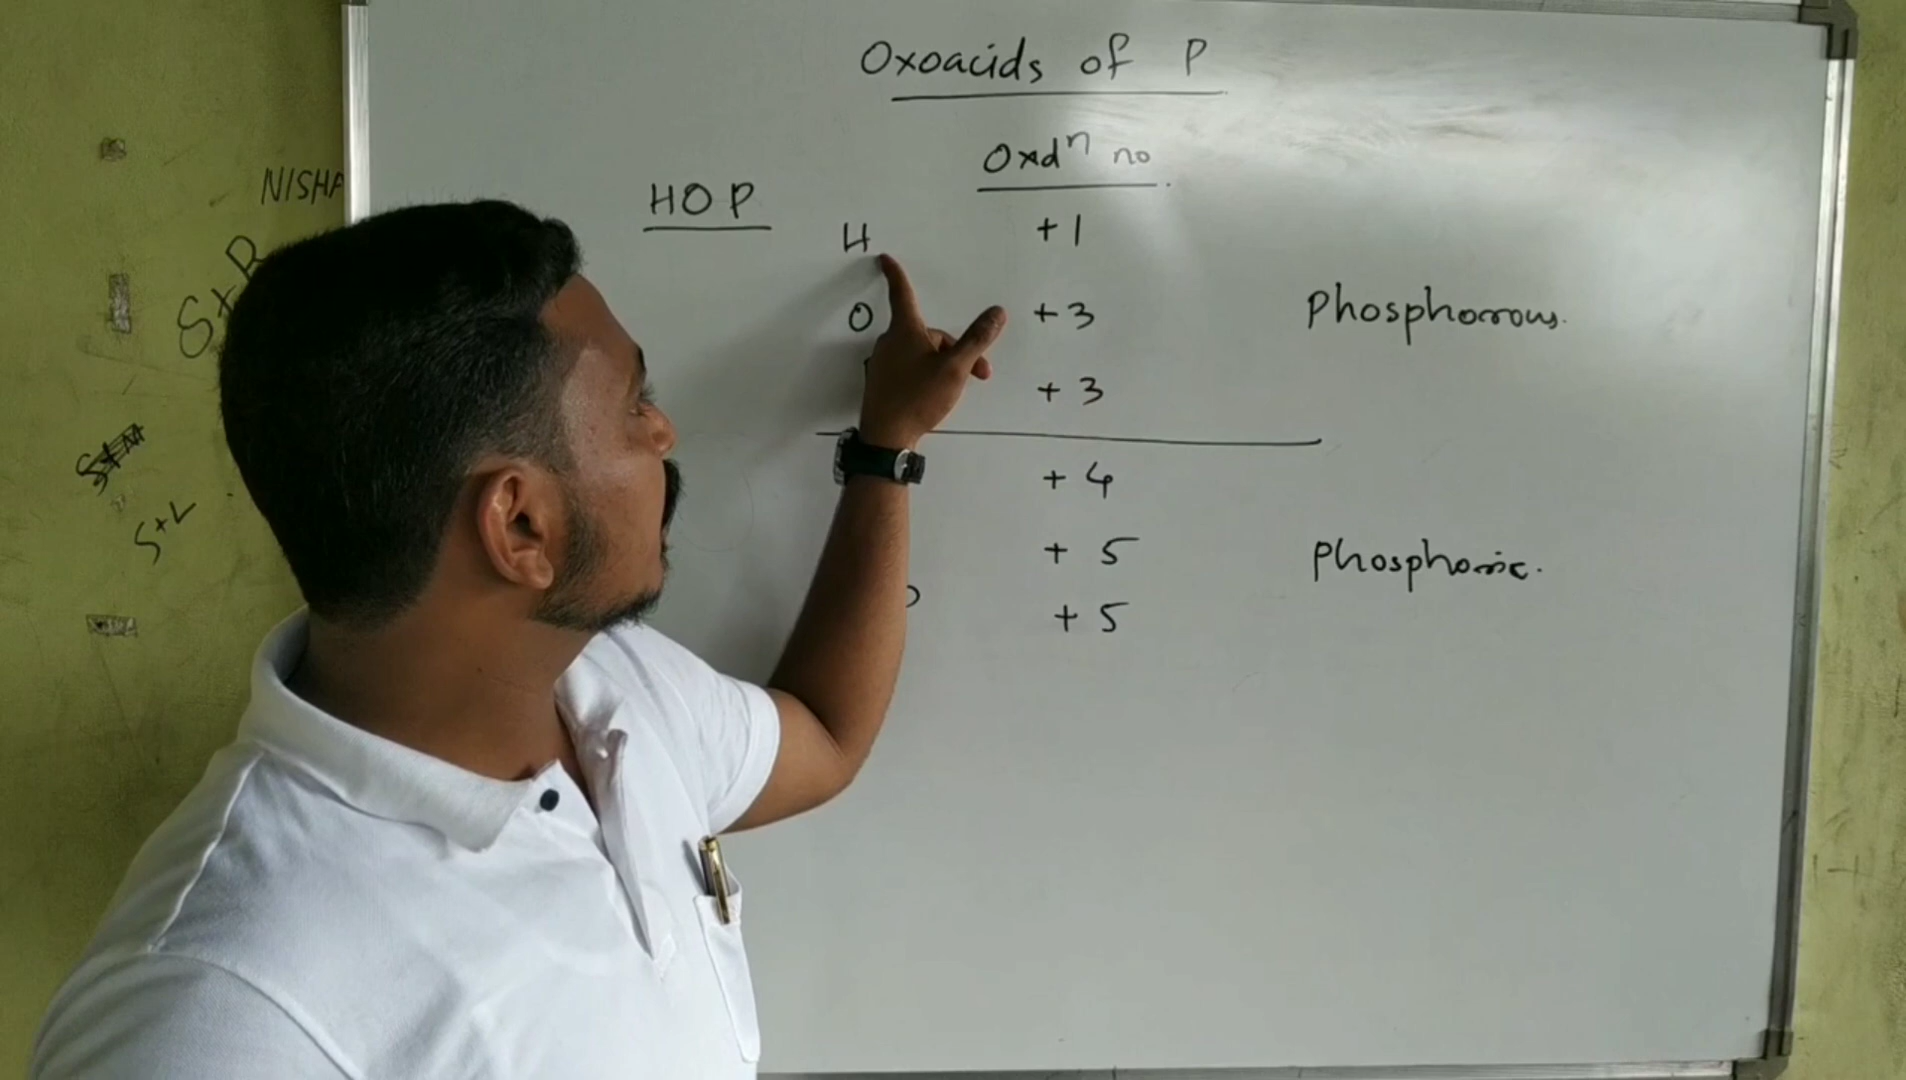 Oxoacids of P
Oxdⁿ no
NISHA
HOP
H +1
S+B
O +3 Phosphorous.
+3
S+M
+4
S+L
+5 Phosphoric.
+5